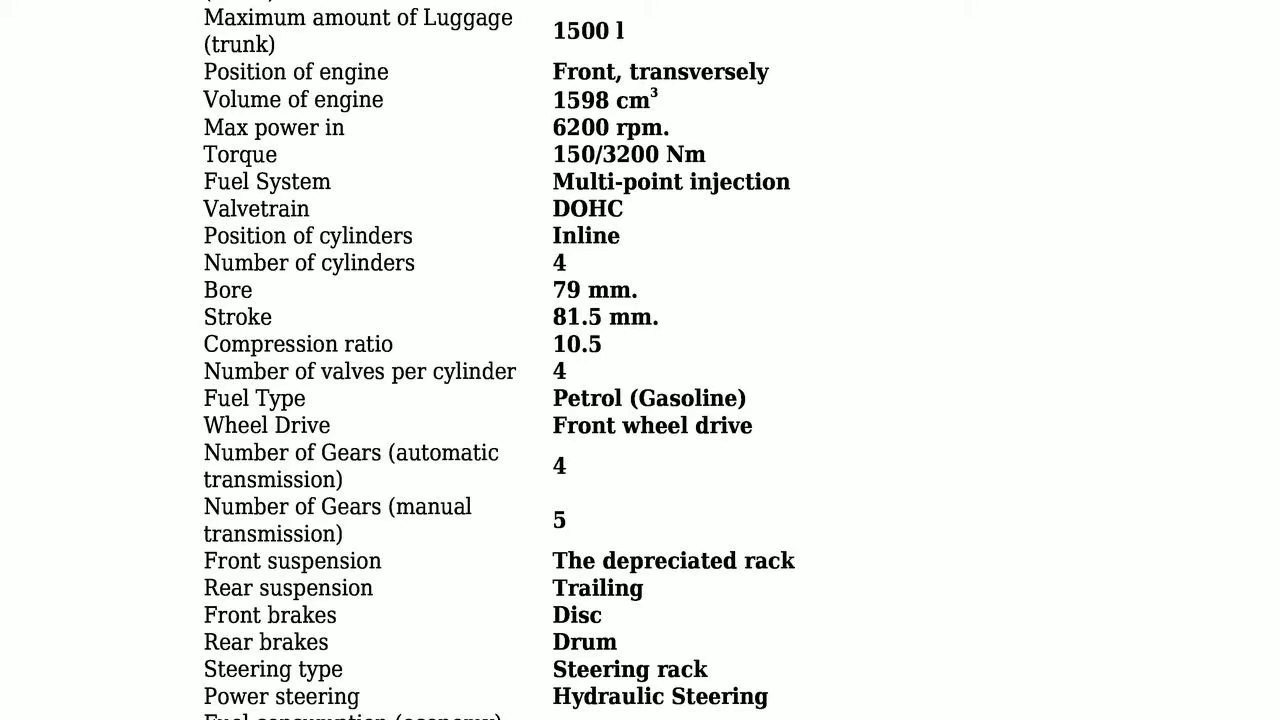 Maximum amount of Luggage
(trunk)
1500 l
Position of engine Front, transversely
Volume of engine 1598 cm³
Max power in 6200 rpm.
Torque 150/3200 Nm
Fuel System Multi-point injection
Valvetrain DOHC
Position of cylinders Inline
Number of cylinders 4
Bore 79 mm.
Stroke 81.5 mm.
Compression ratio 10.5
Number of valves per cylinder 4
Fuel Type Petrol (Gasoline)
Wheel Drive Front wheel drive
Number of Gears (automatic
transmission)
4
Number of Gears (manual
transmission)
5
Front suspension The depreciated rack
Rear suspension Trailing
Front brakes Disc
Rear brakes Drum
Steering type Steering rack
Power steering Hydraulic Steering
Fuel consumption (economy)